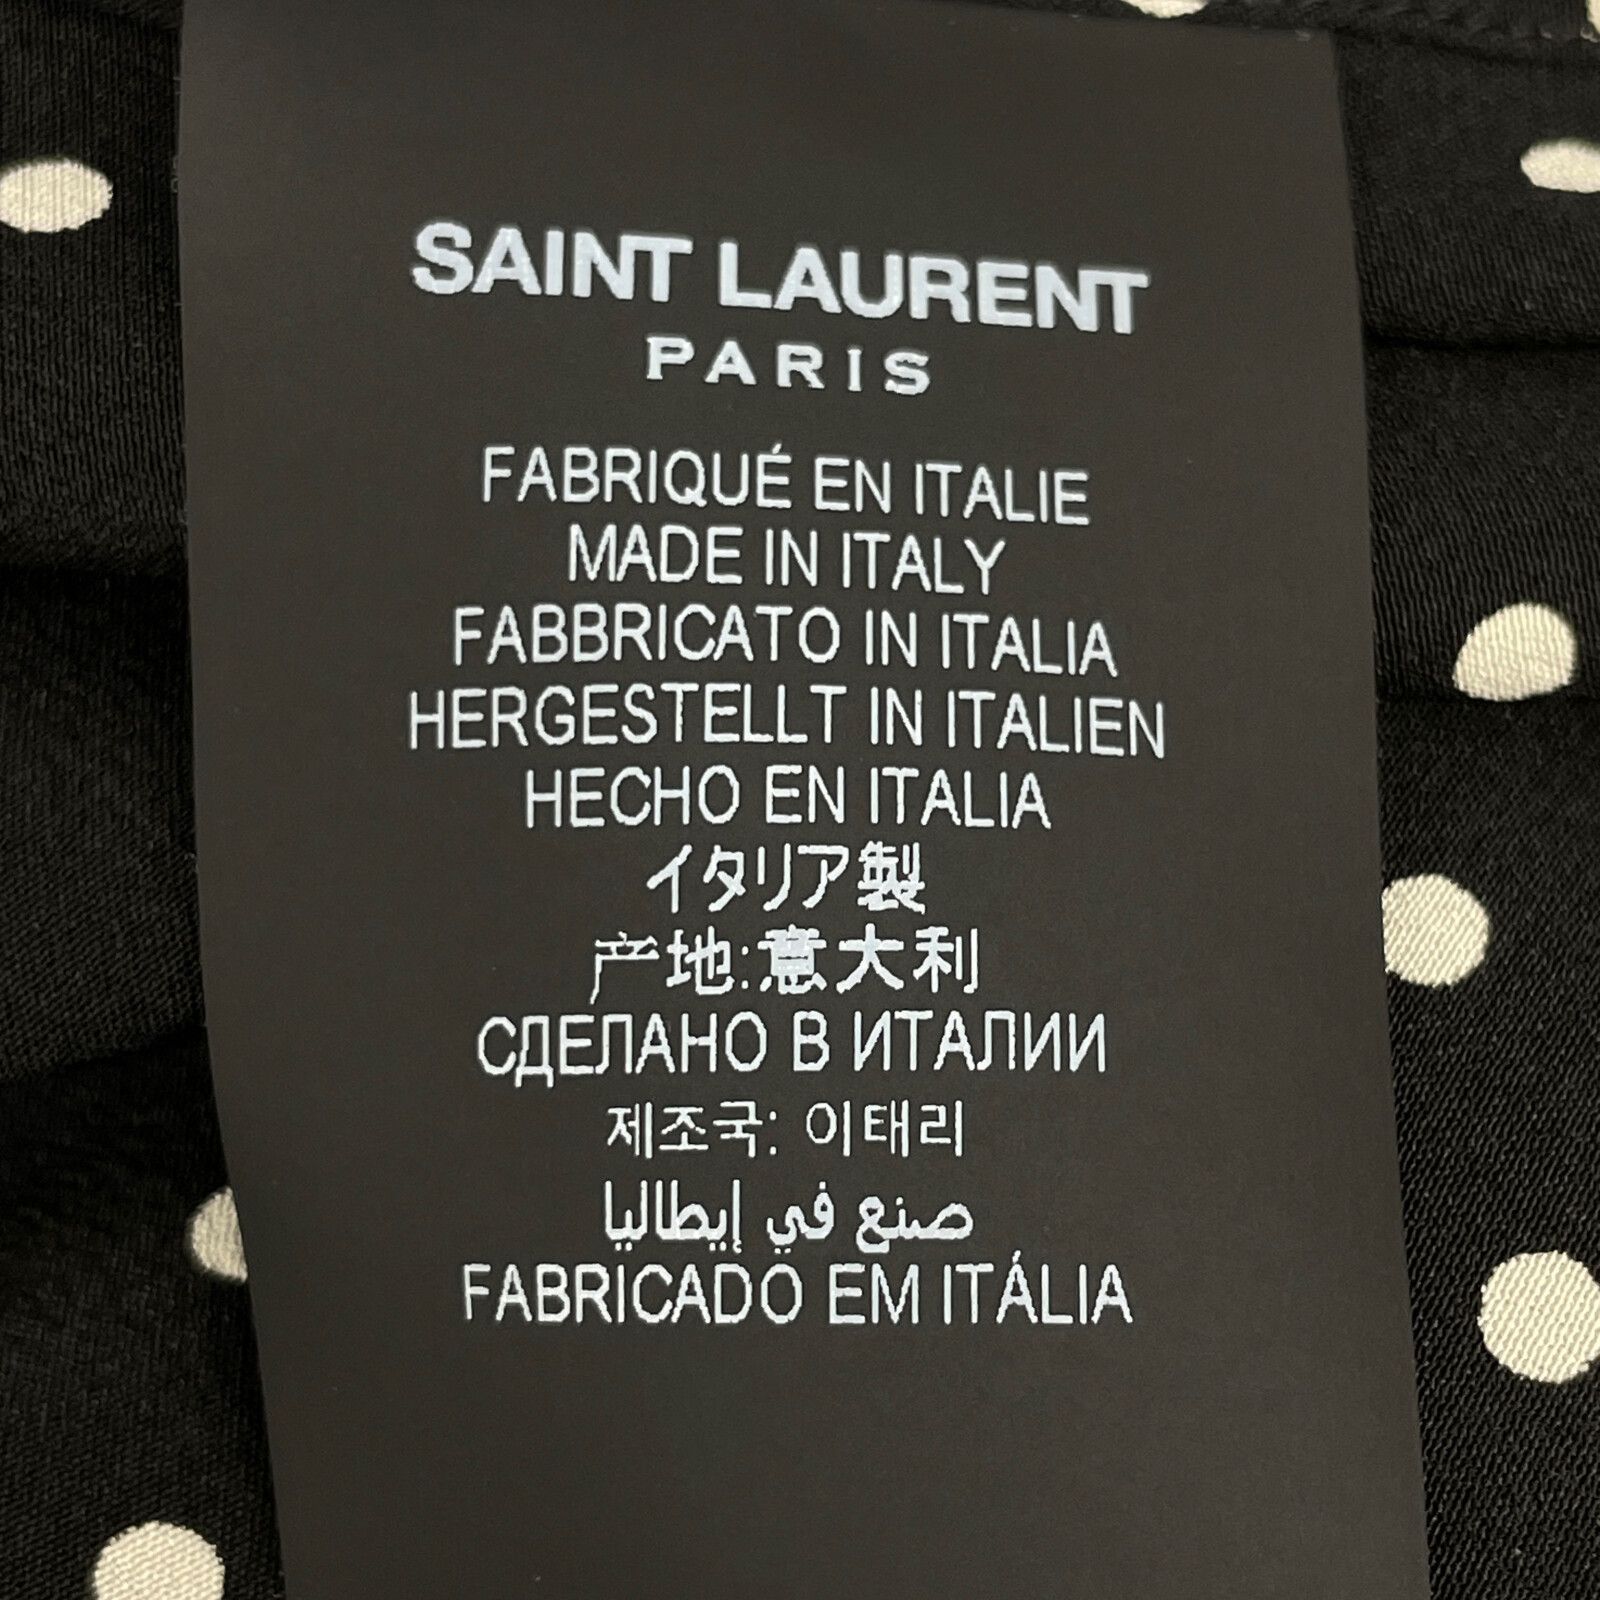 SAINT LAURENT
PARIS
FABRIQUÉ EN ITALIE
MADE IN ITALY
FABBRICATO IN ITALIA
HERGESTELLT IN ITALIEN
HECHO EN ITALIA
イタリア製
产地:意大利
СДЕЛАНО В ИТАЛИИ
제조국: 이태리
صنع في إيطاليا
FABRICADO EM ITÁLIA